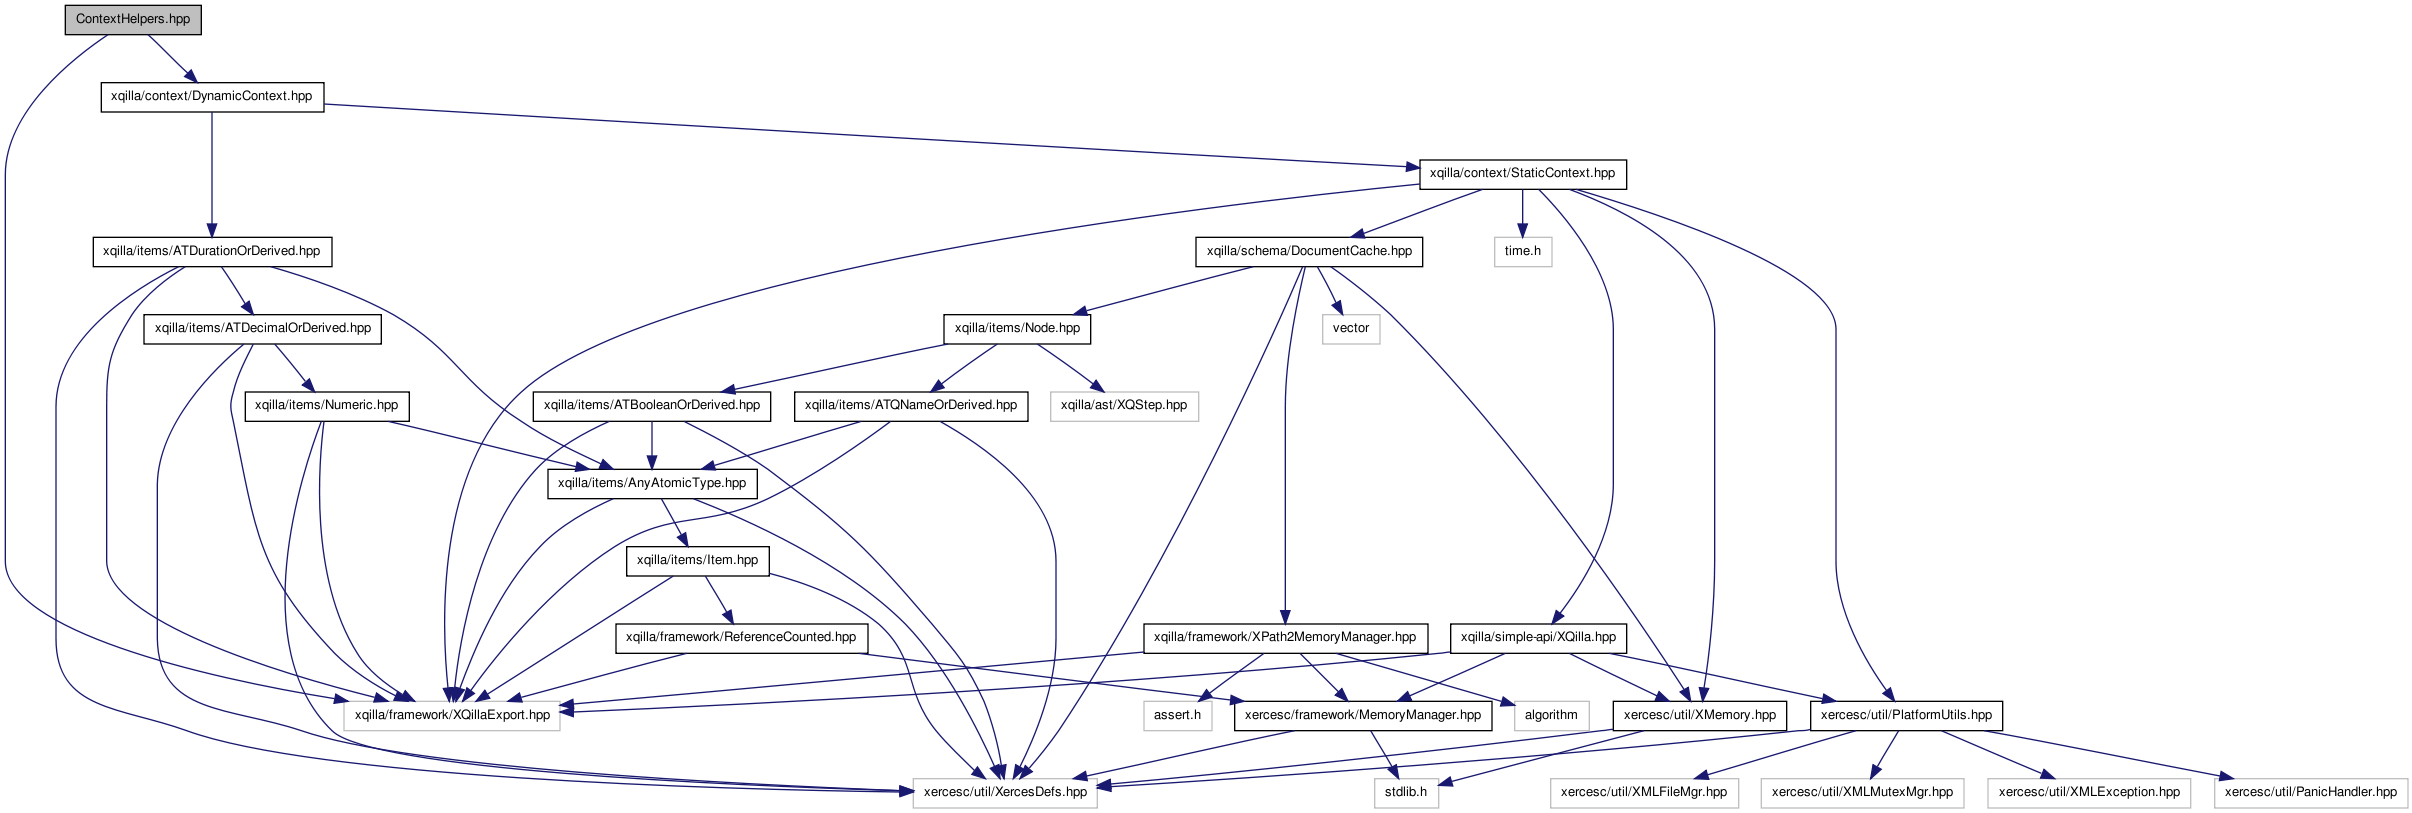 ContextHelpers.hpp
xqilla/context/DynamicContext.hpp
xqilla/context/StaticContext.hpp
xqilla/items/ATDurationOrDerived.hpp
xqilla/schema/DocumentCache.hpp
time.h
xqilla/items/ATDecimalOrDerived.hpp
xqilla/items/Node.hpp
vector
xqilla/items/Numeric.hpp
xqilla/items/ATBooleanOrDerived.hpp
xqilla/items/ATQNameOrDerived.hpp
xqilla/ast/XQStep.hpp
xqilla/items/AnyAtomicType.hpp
xqilla/items/Item.hpp
xqilla/framework/ReferenceCounted.hpp
xqilla/framework/XPath2MemoryManager.hpp
xqilla/simple-api/XQilla.hpp
xqilla/framework/XQillaExport.hpp
assert.h
xercesc/framework/MemoryManager.hpp
algorithm
xercesc/util/XMemory.hpp
xercesc/util/PlatformUtils.hpp
xercesc/util/XercesDefs.hpp
stdlib.h
xercesc/util/XMLFileMgr.hpp
xercesc/util/XMLMutexMgr.hpp
xercesc/util/XMLException.hpp
xercesc/util/PanicHandler.hpp